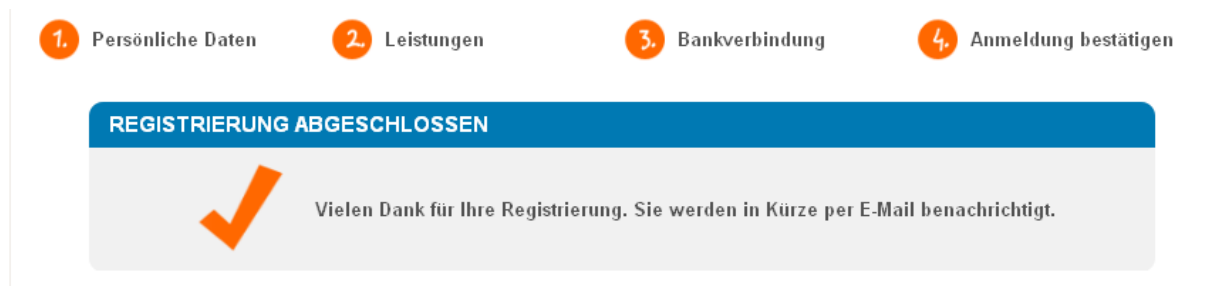 1. Persönliche Daten 2. Leistungen 3. Bankverbindung 4. Anmeldung bestätigen
REGISTRIERUNG ABGESCHLOSSEN
Vielen Dank für Ihre Registrierung. Sie werden in Kürze per E-Mail benachrichtigt.